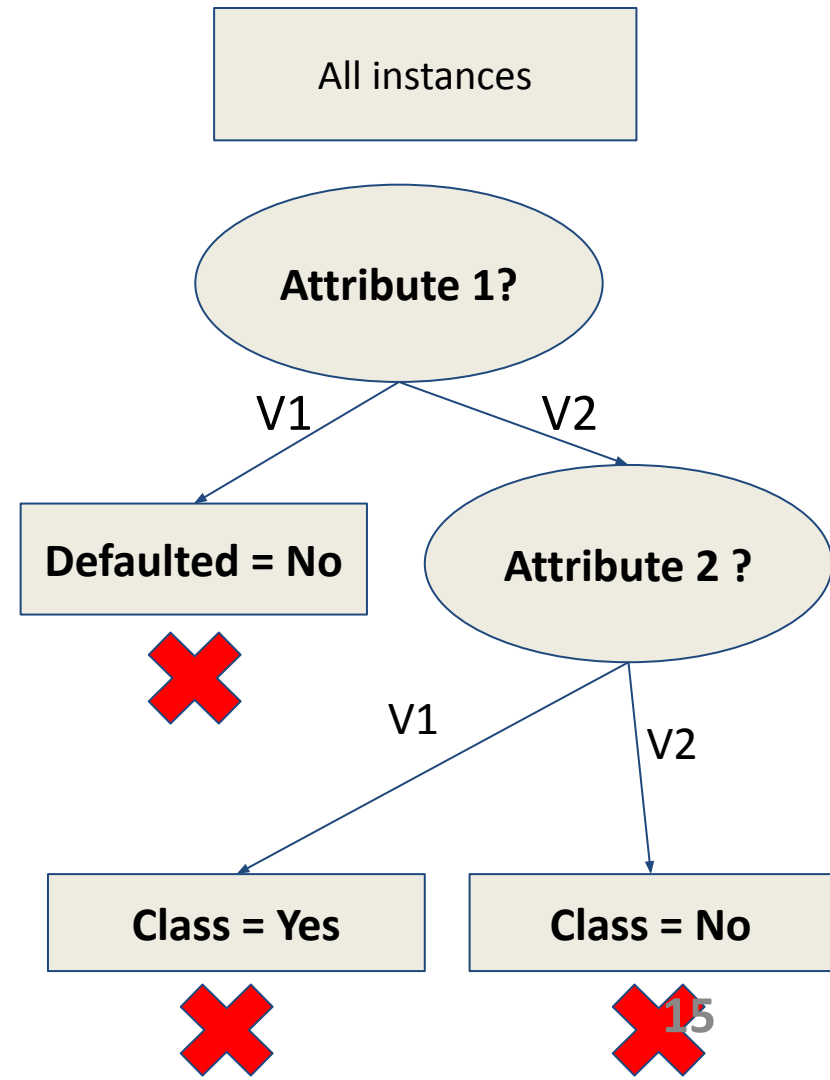 All instances
Attribute 1?
V1
V2
Defaulted = No
Attribute 2 ?
V1
V2
Class = Yes
Class = No
15